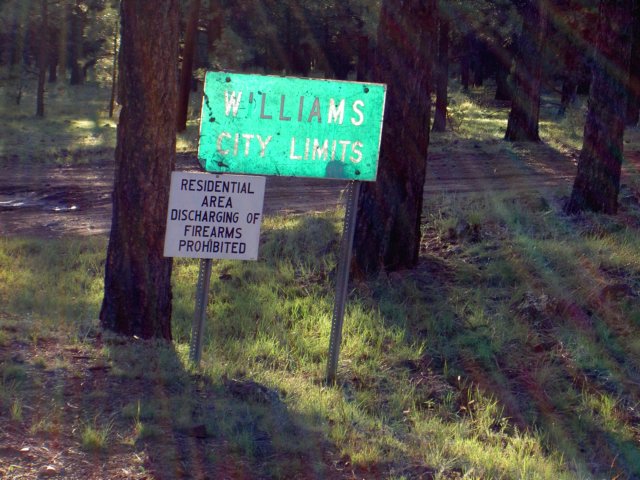 WILLIAMS
CITY LIMITS
RESIDENTIAL
AREA
DISCHARGING OF
FIREARMS
PROHIBITED